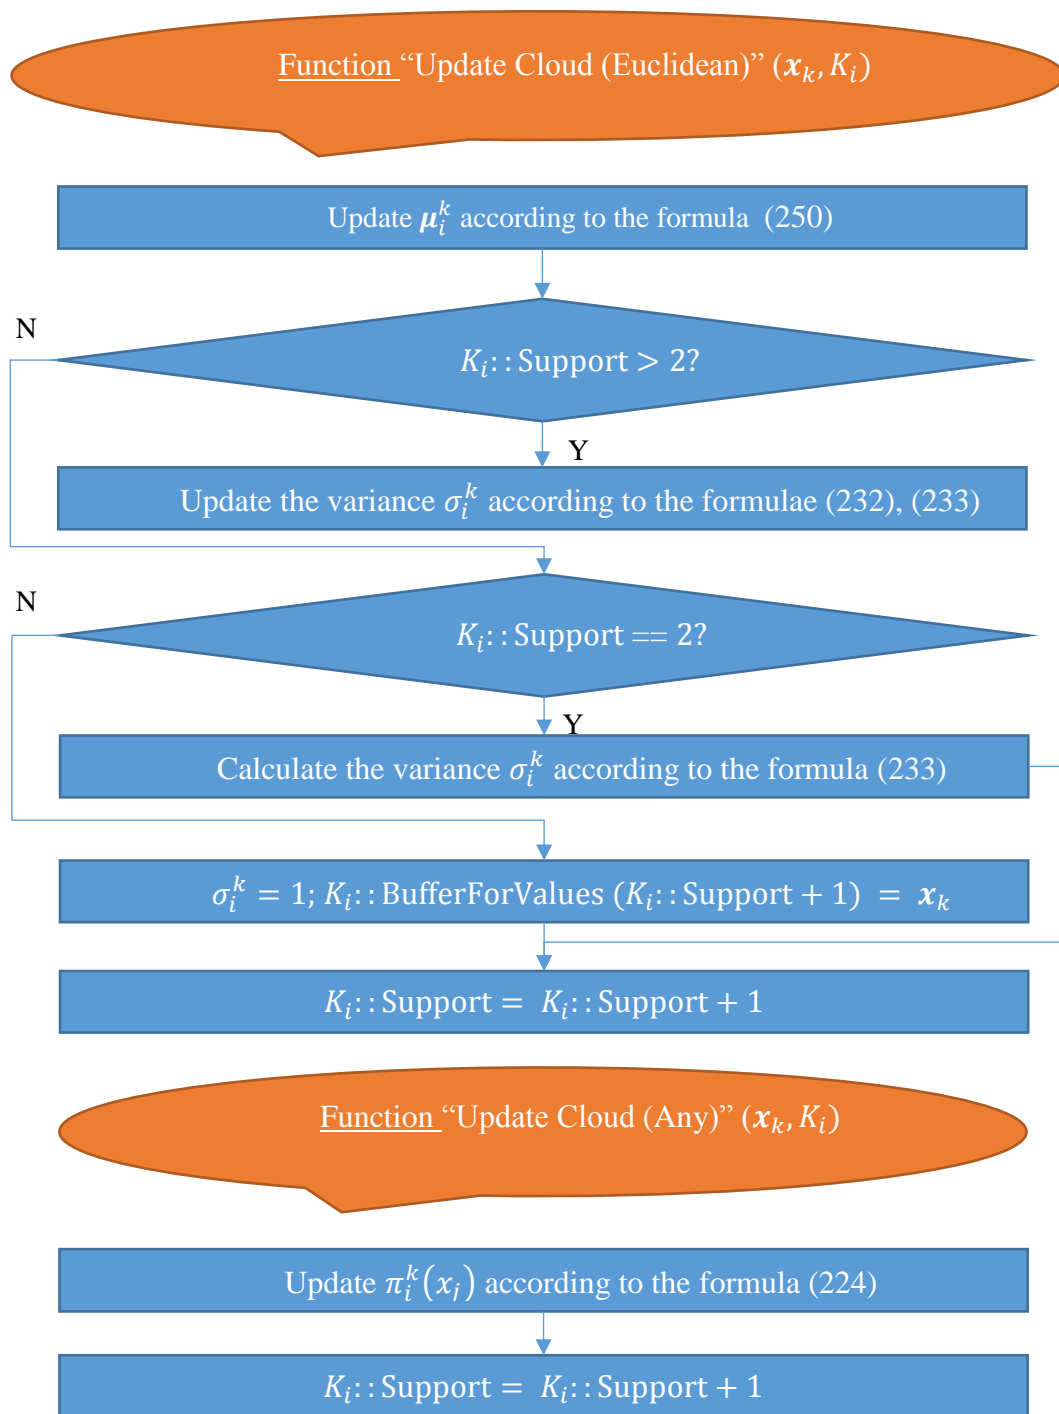 Function “Update Cloud (Euclidean)” (𝒙ₖ, Kᵢ)
Update 𝝁ᵢᵏ according to the formula (250)
N
Kᵢ::Support > 2?
Y
Update the variance σᵢᵏ according to the formulae (232), (233)
N
Kᵢ::Support == 2?
Y
Calculate the variance σᵢᵏ according to the formula (233)
σᵢᵏ = 1; Kᵢ::BufferForValues (Kᵢ::Support + 1) = 𝒙ₖ
Kᵢ::Support = Kᵢ::Support + 1
Function “Update Cloud (Any)” (𝒙ₖ, Kᵢ)
Update πᵢᵏ(xⱼ) according to the formula (224)
Kᵢ::Support = Kᵢ::Support + 1